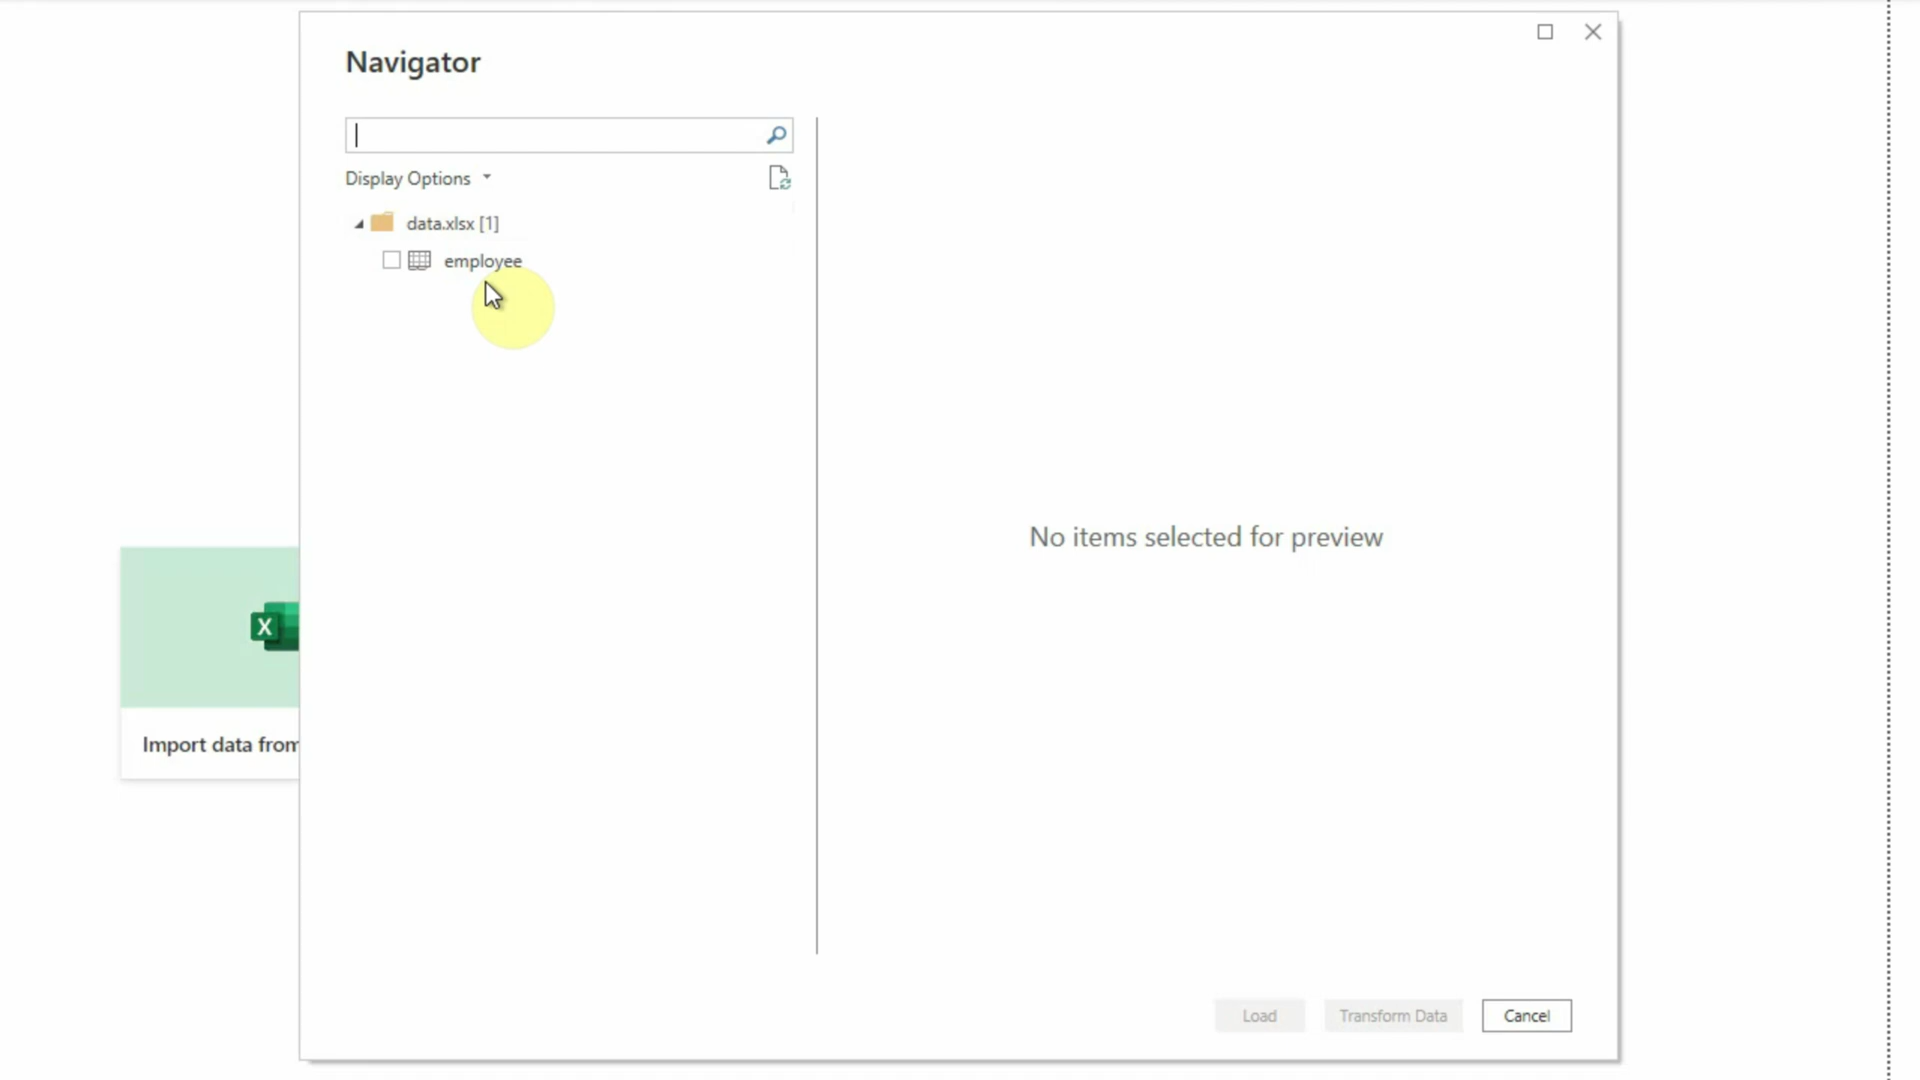 Navigator
Display Options
data.xlsx [1]
employee
No items selected for preview
X
Import data from
Load
Transform Data
Cancel